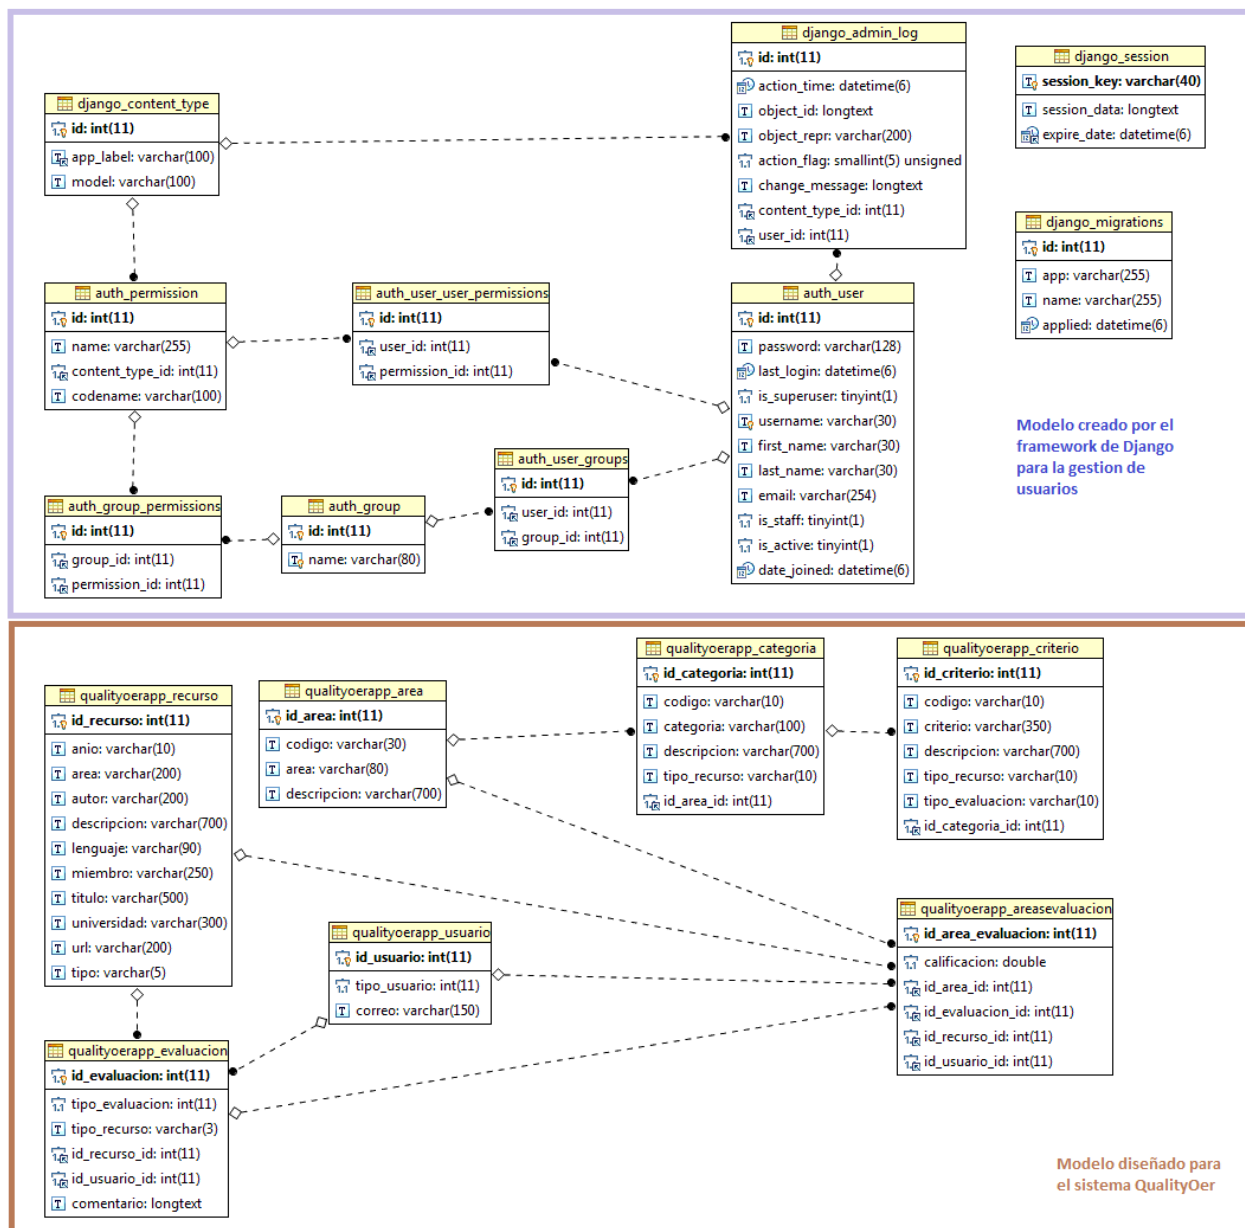 django_admin_log
id: int(11)
action_time: datetime(6)
object_id: longtext
object_repr: varchar(200)
action_flag: smallint(5) unsigned
change_message: longtext
content_type_id: int(11)
user_id: int(11)
django_session
session_key: varchar(40)
session_data: longtext
expire_date: datetime(6)
django_content_type
id: int(11)
app_label: varchar(100)
model: varchar(100)
django_migrations
id: int(11)
app: varchar(255)
name: varchar(255)
applied: datetime(6)
auth_permission
id: int(11)
name: varchar(255)
content_type_id: int(11)
codename: varchar(100)
auth_user_user_permissions
id: int(11)
user_id: int(11)
permission_id: int(11)
auth_user
id: int(11)
password: varchar(128)
last_login: datetime(6)
is_superuser: tinyint(1)
username: varchar(30)
first_name: varchar(30)
last_name: varchar(30)
email: varchar(254)
is_staff: tinyint(1)
is_active: tinyint(1)
date_joined: datetime(6)
Modelo creado por el
framework de Django
para la gestion de
usuarios
auth_user_groups
id: int(11)
user_id: int(11)
group_id: int(11)
auth_group_permissions
id: int(11)
group_id: int(11)
permission_id: int(11)
auth_group
id: int(11)
name: varchar(80)
qualityoerapp_categoria
id_categoria: int(11)
codigo: varchar(10)
categoria: varchar(100)
descripcion: varchar(700)
tipo_recurso: varchar(10)
id_area_id: int(11)
qualityoerapp_criterio
id_criterio: int(11)
codigo: varchar(10)
criterio: varchar(350)
descripcion: varchar(700)
tipo_recurso: varchar(10)
tipo_evaluacion: varchar(10)
id_categoria_id: int(11)
qualityoerapp_recurso
id_recurso: int(11)
anio: varchar(10)
area: varchar(200)
autor: varchar(200)
descripcion: varchar(700)
lenguaje: varchar(90)
miembro: varchar(250)
titulo: varchar(500)
universidad: varchar(300)
url: varchar(200)
tipo: varchar(5)
qualityoerapp_area
id_area: int(11)
codigo: varchar(30)
area: varchar(80)
descripcion: varchar(700)
qualityoerapp_areasevaluacion
id_area_evaluacion: int(11)
calificacion: double
id_area_id: int(11)
id_evaluacion_id: int(11)
id_recurso_id: int(11)
id_usuario_id: int(11)
qualityoerapp_usuario
id_usuario: int(11)
tipo_usuario: int(11)
correo: varchar(150)
qualityoerapp_evaluacion
id_evaluacion: int(11)
tipo_evaluacion: int(11)
tipo_recurso: varchar(3)
id_recurso_id: int(11)
id_usuario_id: int(11)
comentario: longtext
Modelo diseñado para
el sistema QualityOer